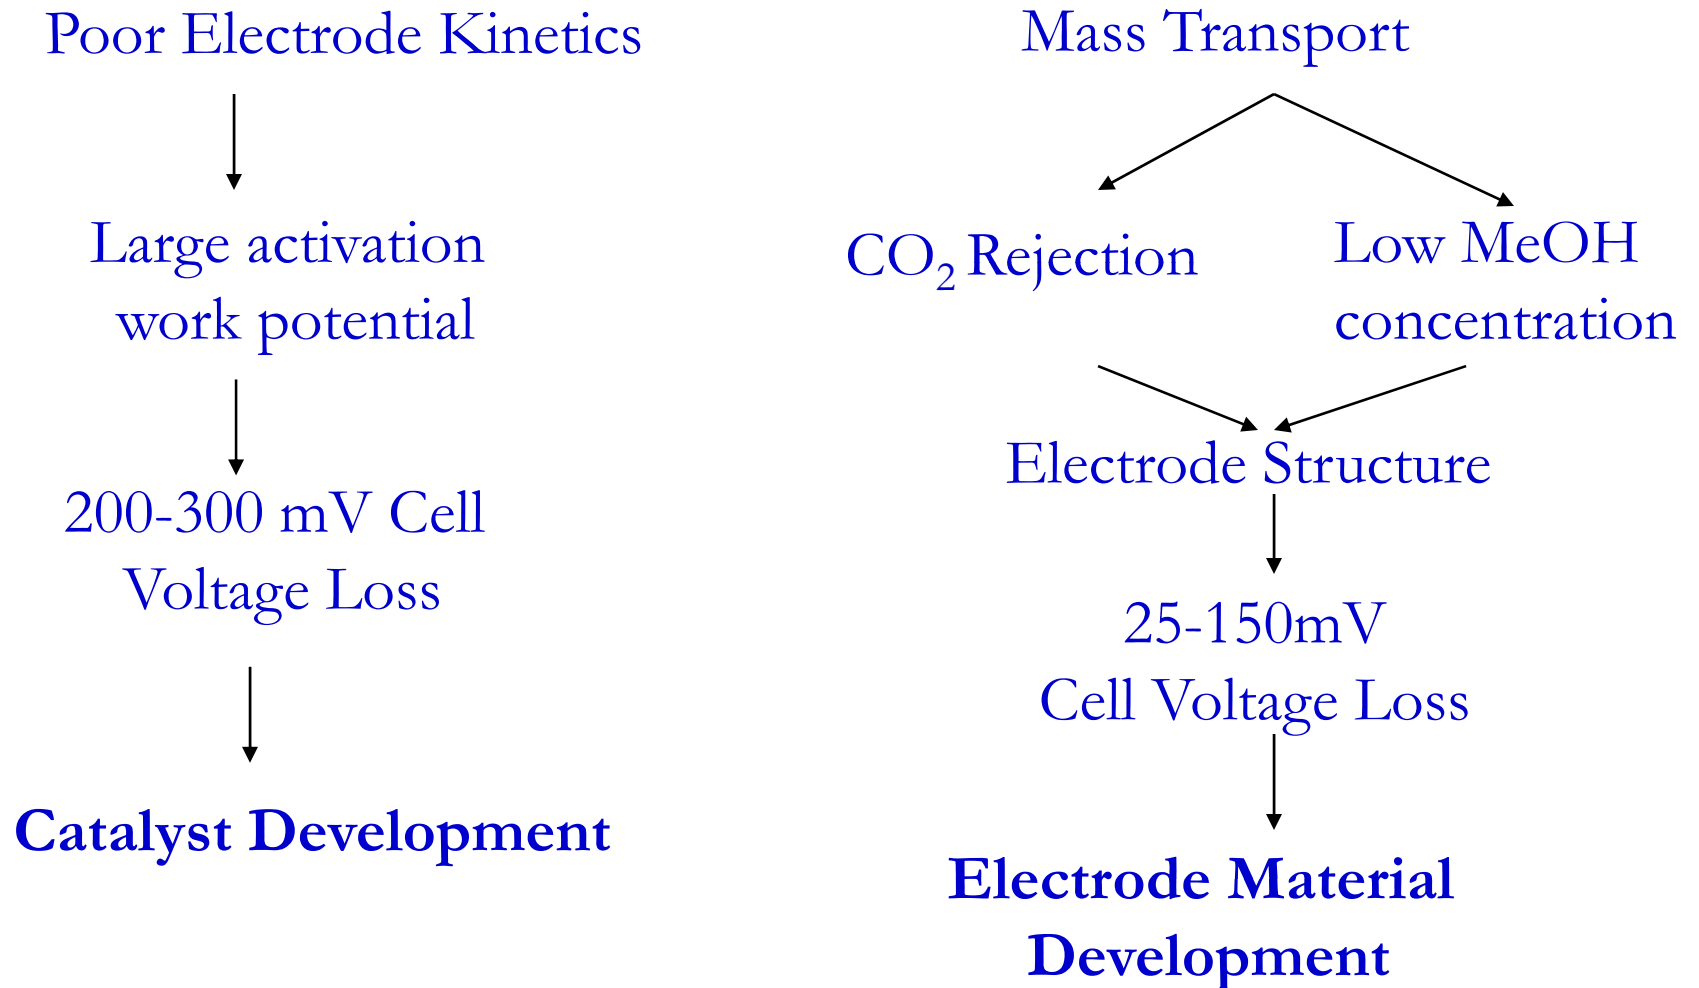 Poor Electrode Kinetics
Large activation
work potential
200-300 mV Cell
Voltage Loss
Catalyst Development
Mass Transport
CO₂ Rejection
Low MeOH
concentration
Electrode Structure
25-150mV
Cell Voltage Loss
Electrode Material
Development